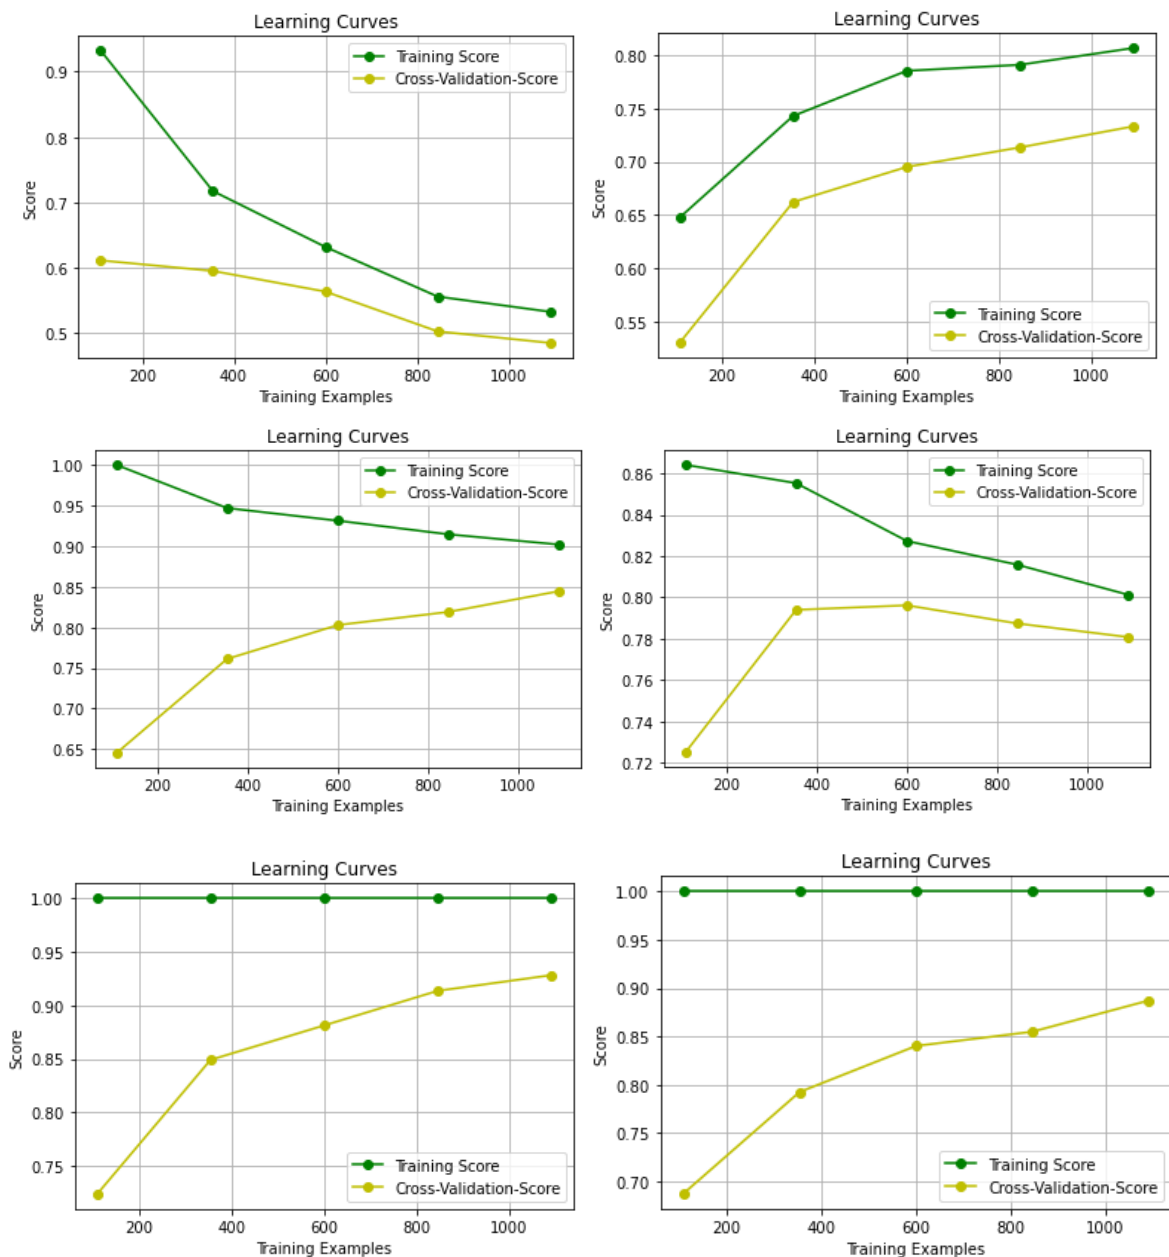 Learning Curves
Training Score
Cross-Validation-Score
0.9
0.8
0.7
0.6
0.5
Score
200
400
600
800
1000
Training Examples
Learning Curves
0.80
0.75
0.70
0.65
0.60
0.55
Score
Training Score
Cross-Validation-Score
200
400
600
800
1000
Training Examples
Learning Curves
Training Score
Cross-Validation-Score
1.00
0.95
0.90
0.85
0.80
0.75
0.70
0.65
Score
200
400
600
800
1000
Training Examples
Learning Curves
Training Score
Cross-Validation-Score
0.86
0.84
0.82
0.80
0.78
0.76
0.74
0.72
Score
200
400
600
800
1000
Training Examples
Learning Curves
1.00
0.95
0.90
0.85
0.80
0.75
Score
Training Score
Cross-Validation-Score
200
400
600
800
1000
Training Examples
Learning Curves
1.00
0.95
0.90
0.85
0.80
0.75
0.70
Score
Training Score
Cross-Validation-Score
200
400
600
800
1000
Training Examples